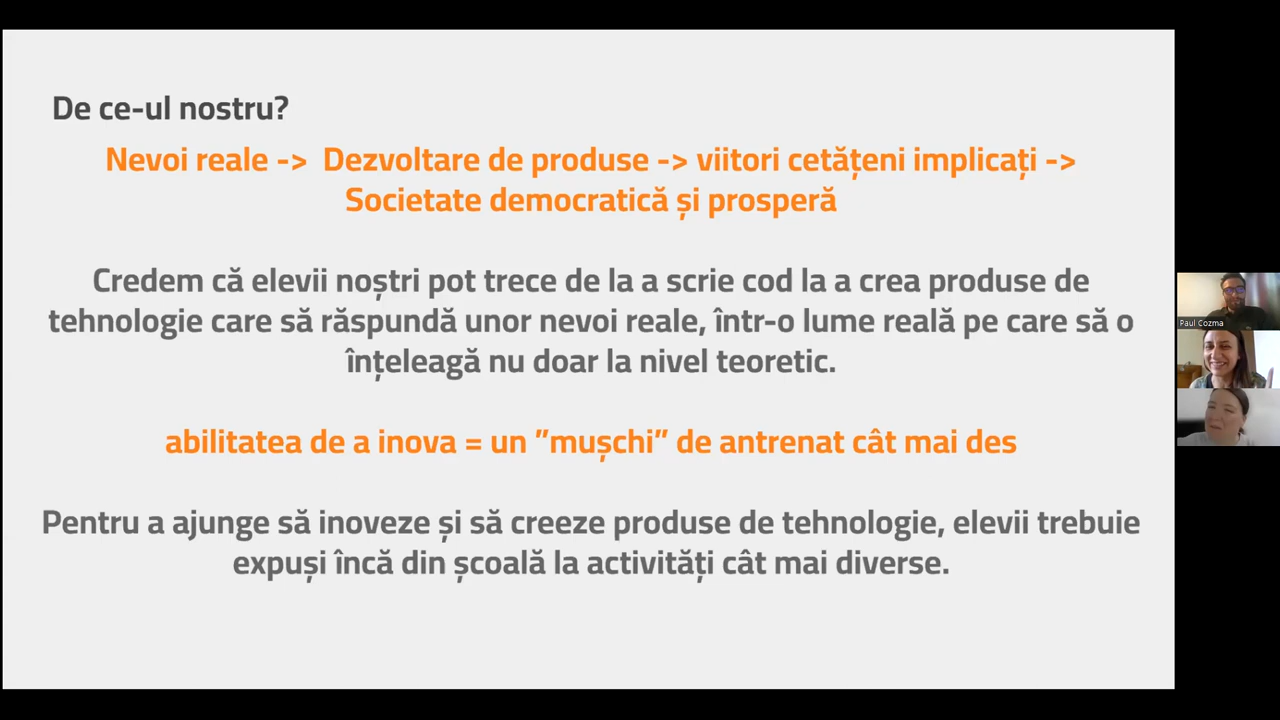 De ce-ul nostru?
Nevoi reale -> Dezvoltare de produse -> viitori cetățeni implicați ->
Societate democratică și prosperă
Credem că elevii noștri pot trece de la a scrie cod la a crea produse de
tehnologie care să răspundă unor nevoi reale, într-o lume reală pe care să o
înțeleagă nu doar la nivel teoretic.
abilitatea de a inova = un ”mușchi” de antrenat cât mai des
Pentru a ajunge să inoveze și să creeze produse de tehnologie, elevii trebuie
expuși încă din școală la activități cât mai diverse.
Paul Cozma